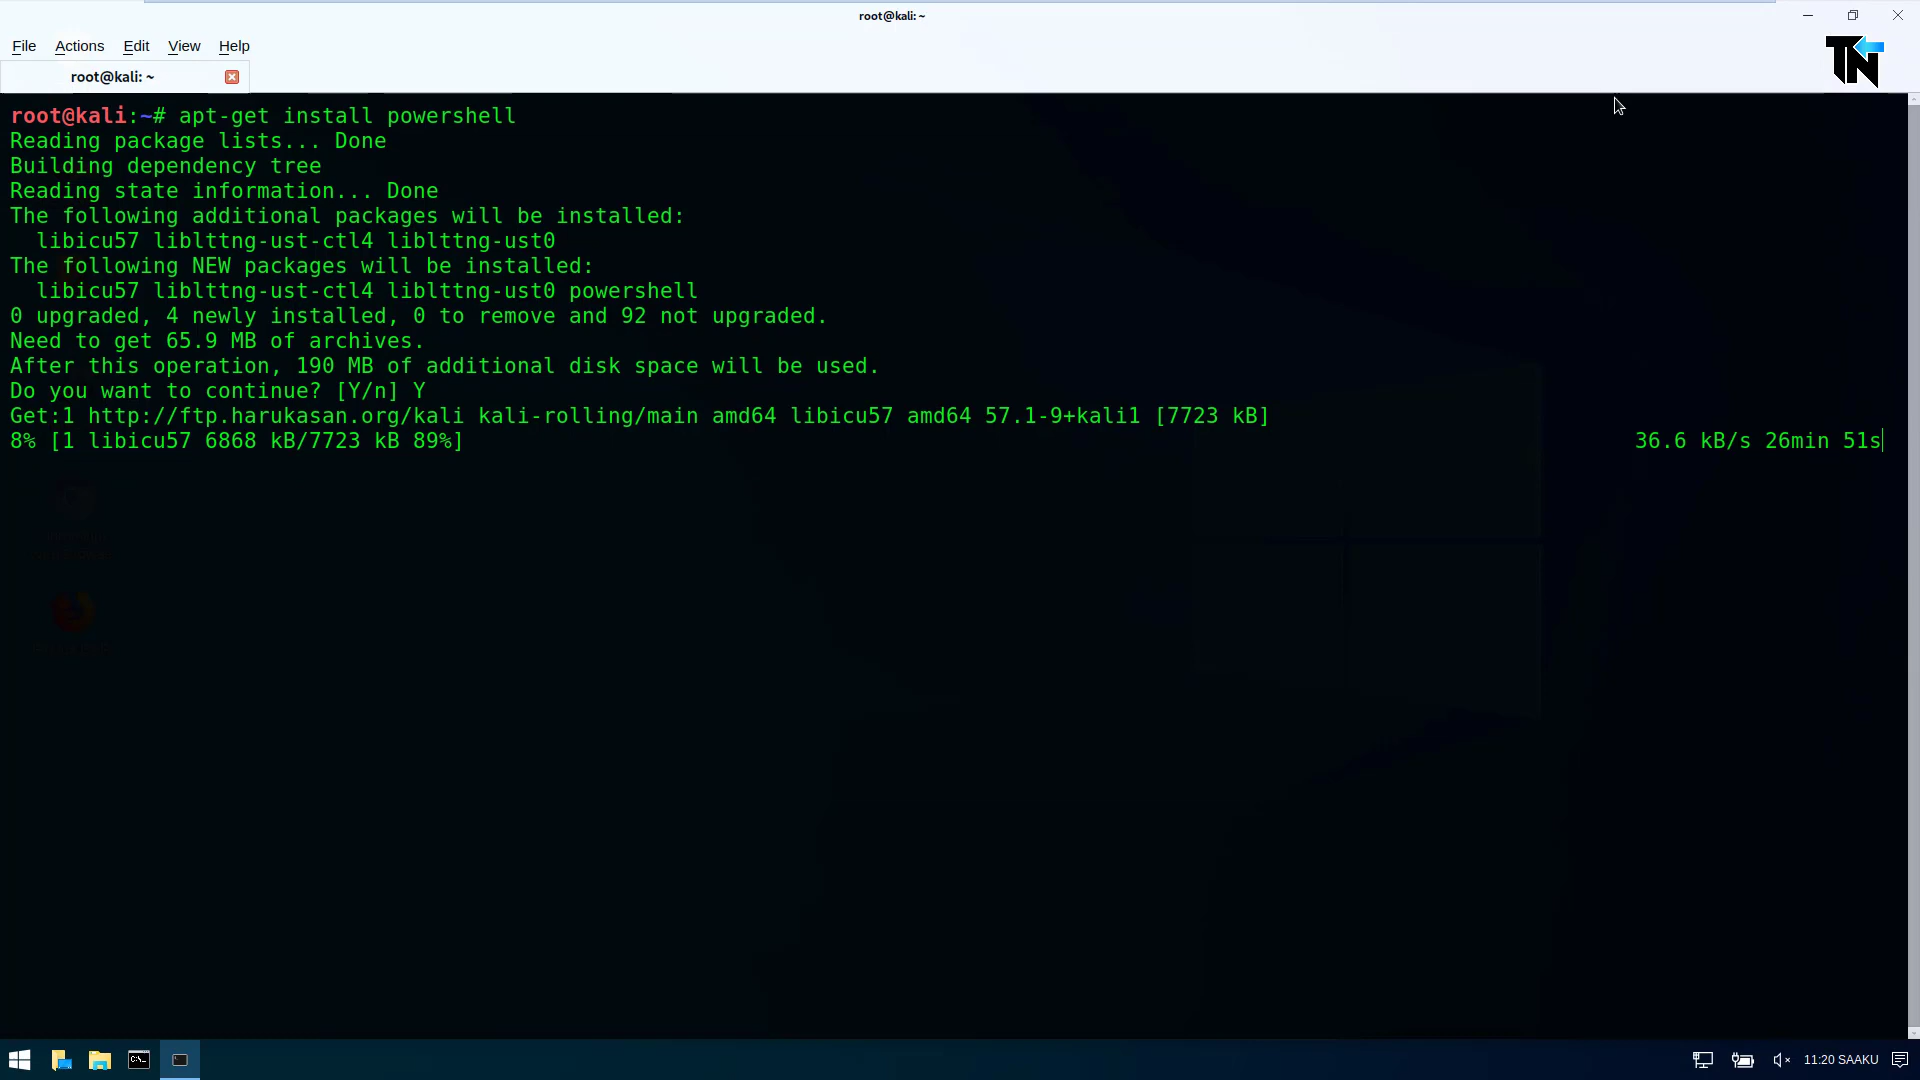 root@kali: ~
File Actions Edit View Help
root@kali: ~
TN
root@kali:~# apt-get install powershell
Reading package lists... Done
Building dependency tree
Reading state information... Done
The following additional packages will be installed:
libicu57 liblttng-ust-ctl4 liblttng-ust0
The following NEW packages will be installed:
libicu57 liblttng-ust-ctl4 liblttng-ust0 powershell
0 upgraded, 4 newly installed, 0 to remove and 92 not upgraded.
Need to get 65.9 MB of archives.
After this operation, 190 MB of additional disk space will be used.
Do you want to continue? [Y/n] Y
Get:1 http://ftp.harukasan.org/kali kali-rolling/main amd64 libicu57 amd64 57.1-9+kali1 [7723 kB]
8% [1 libicu57 6868 kB/7723 kB 89%] 36.6 kB/s 26min 51s
11:20 SAAKU